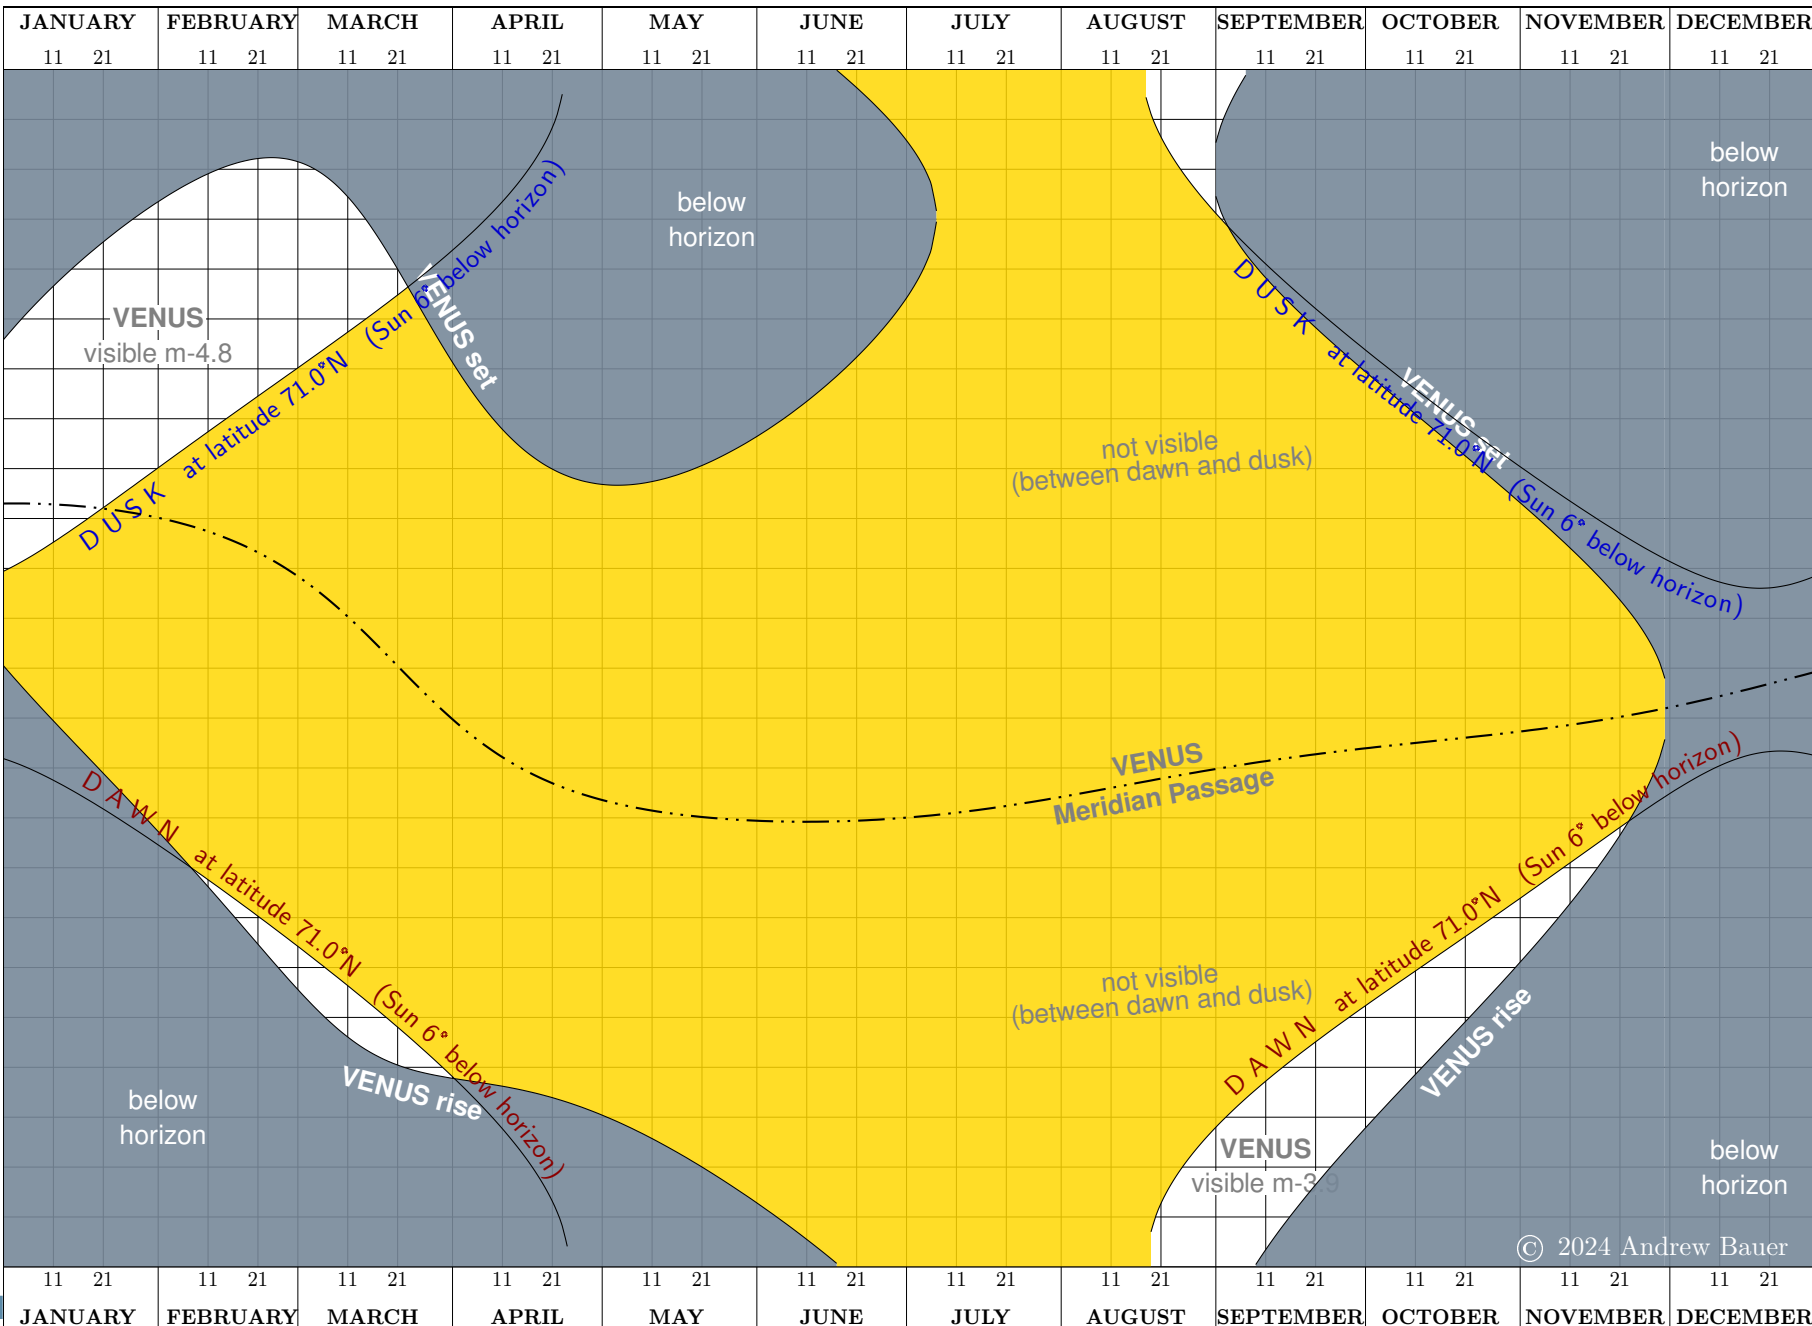 JANUARY FEBRUARY MARCH APRIL MAY JUNE JULY AUGUST SEPTEMBER OCTOBER NOVEMBER DECEMBER
11 21 11 21 11 21 11 21 11 21 11 21 11 21 11 21 11 21 11 21 11 21 11 21
below
horizon
below
horizon
VENUS
visible m-4.8
VENUS set
DUSK at latitude 71.0°N (Sun 6° below horizon)
DUSK at latitude 71.0°N (Sun 6° below horizon)
VENUS set
not visible
(between dawn and dusk)
VENUS
Meridian Passage
DAWN at latitude 71.0°N (Sun 6° below horizon)
DAWN at latitude 71.0°N (Sun 6° below horizon)
not visible
(between dawn and dusk)
VENUS rise
VENUS rise
below
horizon
VENUS
visible m-3.9
below
horizon
© 2024 Andrew Bauer
11 21 11 21 11 21 11 21 11 21 11 21 11 21 11 21 11 21 11 21 11 21 11 21
JANUARY FEBRUARY MARCH APRIL MAY JUNE JULY AUGUST SEPTEMBER OCTOBER NOVEMBER DECEMBER